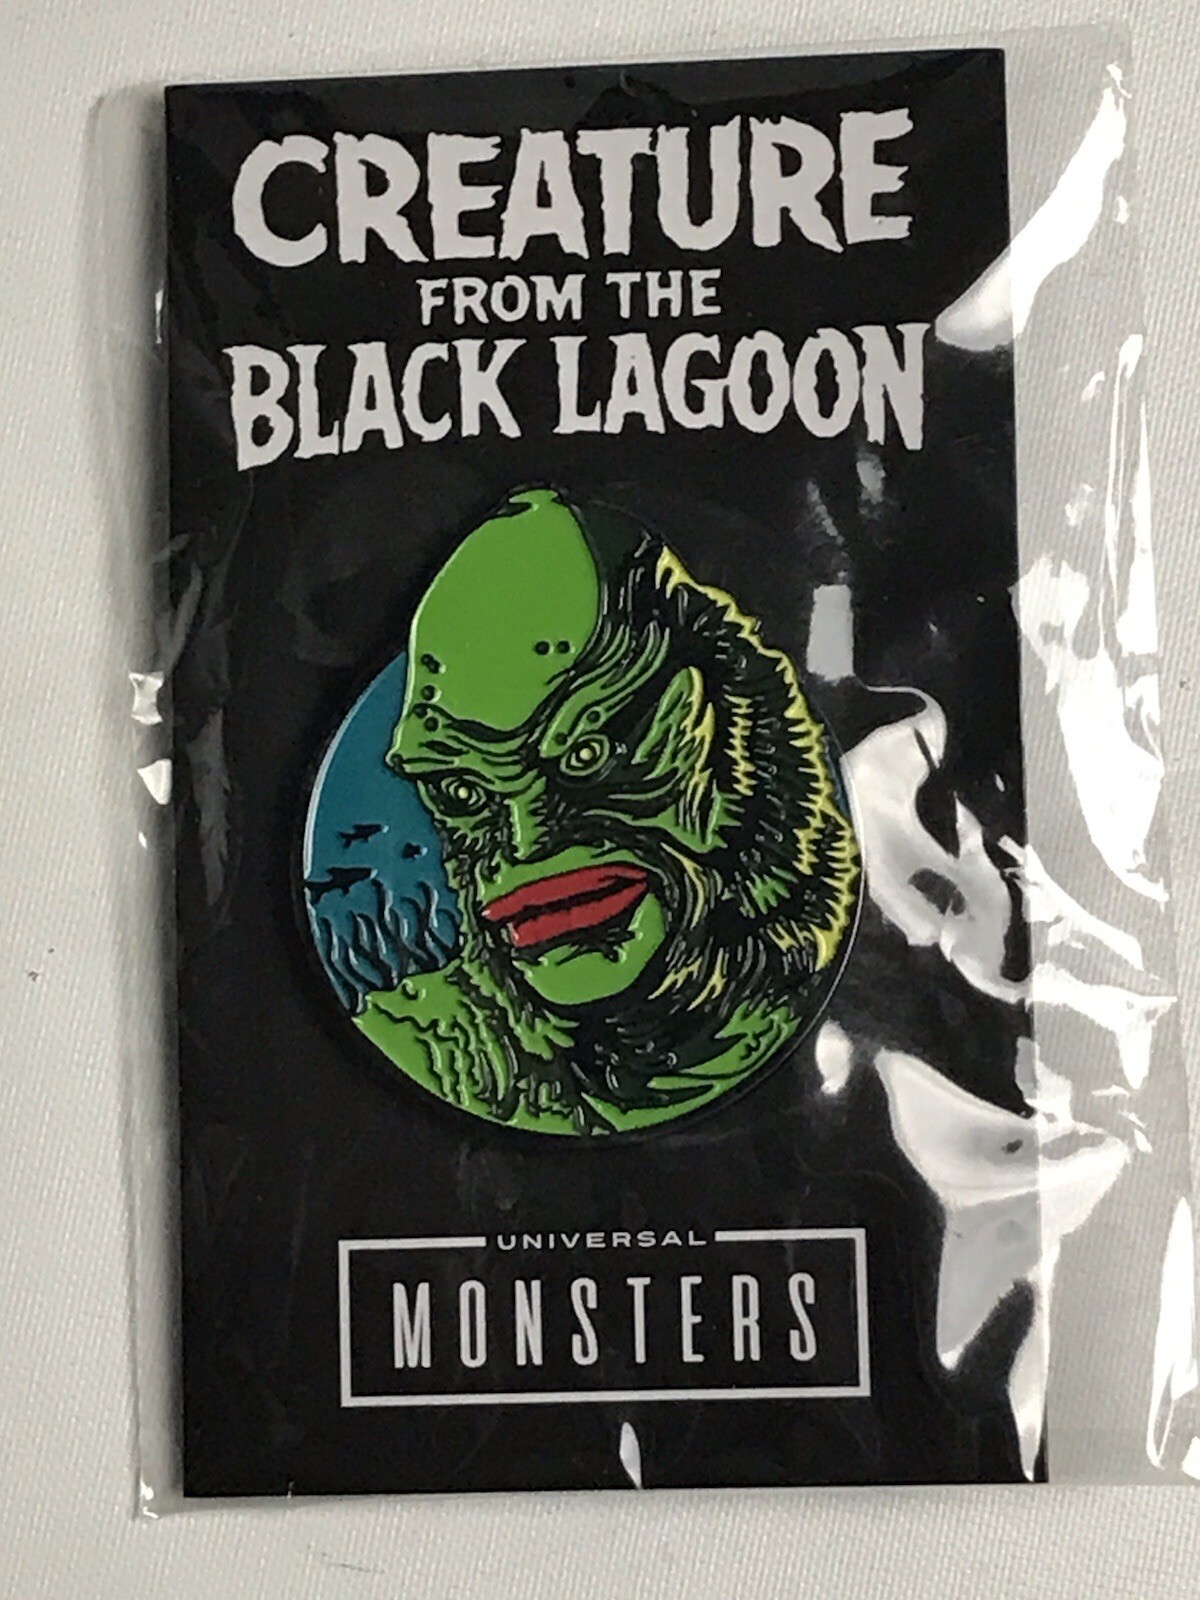 CREATURE
FROM THE
BLACK LAGOON
UNIVERSAL
MONSTERS